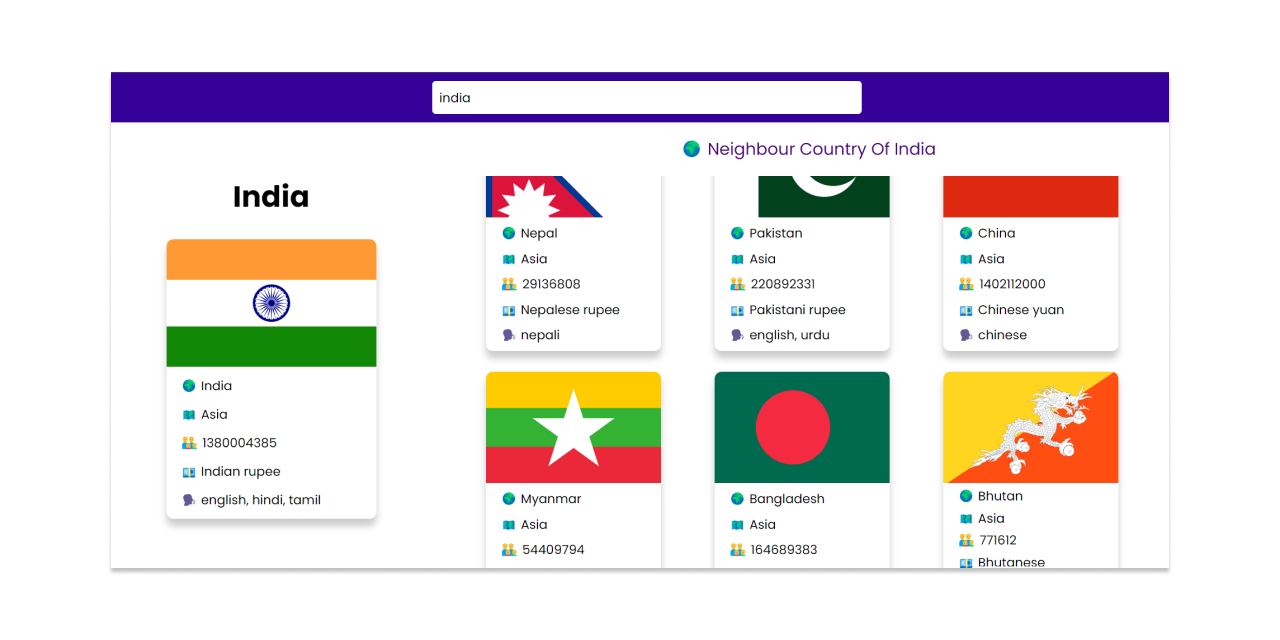 india
Neighbour Country Of India
India
India
Asia
1380004385
Indian rupee
english, hindi, tamil
Nepal
Asia
29136808
Nepalese rupee
nepali
Pakistan
Asia
220892331
Pakistani rupee
english, urdu
China
Asia
1402112000
Chinese yuan
chinese
Myanmar
Asia
54409794
Bangladesh
Asia
164689383
Bhutan
Asia
771612
Bhutanese